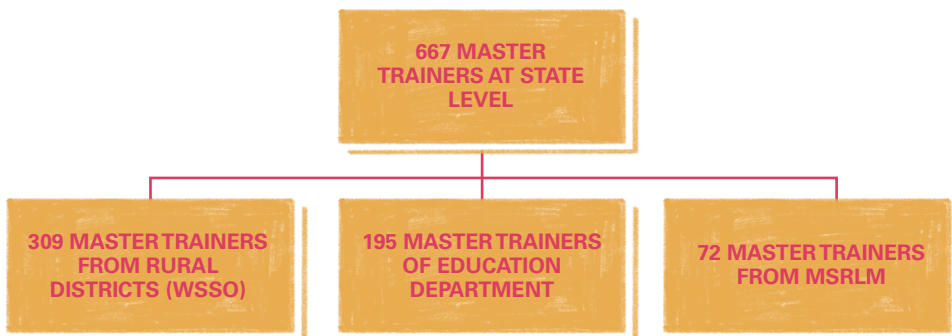 667 MASTER
TRAINERS AT STATE
LEVEL
309 MASTER TRAINERS
FROM RURAL
DISTRICTS (WSSO)
195 MASTER TRAINERS
OF EDUCATION
DEPARTMENT
72 MASTER TRAINERS
FROM MSRLM